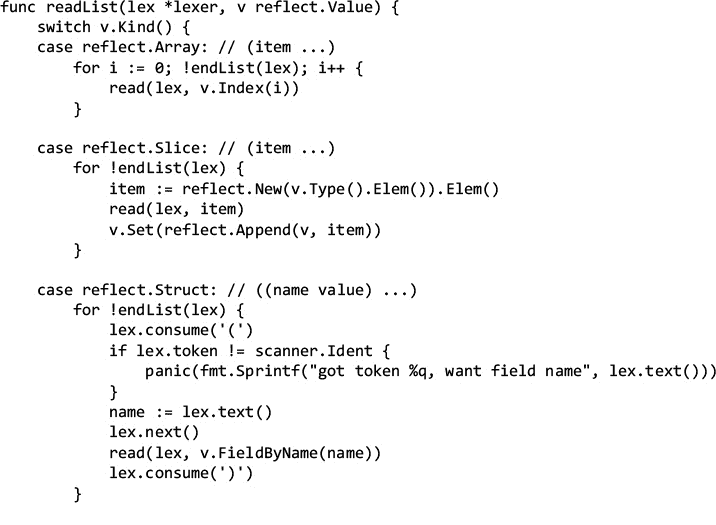 func readList(lex *lexer, v reflect.Value) {
    switch v.Kind() {
    case reflect.Array: // (item ...)
        for i := 0; !endList(lex); i++ {
            read(lex, v.Index(i))
        }

    case reflect.Slice: // (item ...)
        for !endList(lex) {
            item := reflect.New(v.Type().Elem()).Elem()
            read(lex, item)
            v.Set(reflect.Append(v, item))
        }

    case reflect.Struct: // ((name value) ...)
        for !endList(lex) {
            lex.consume('(')
            if lex.token != scanner.Ident {
                panic(fmt.Sprintf("got token %q, want field name", lex.text()))
            }
            name := lex.text()
            lex.next()
            read(lex, v.FieldByName(name))
            lex.consume(')')
        }